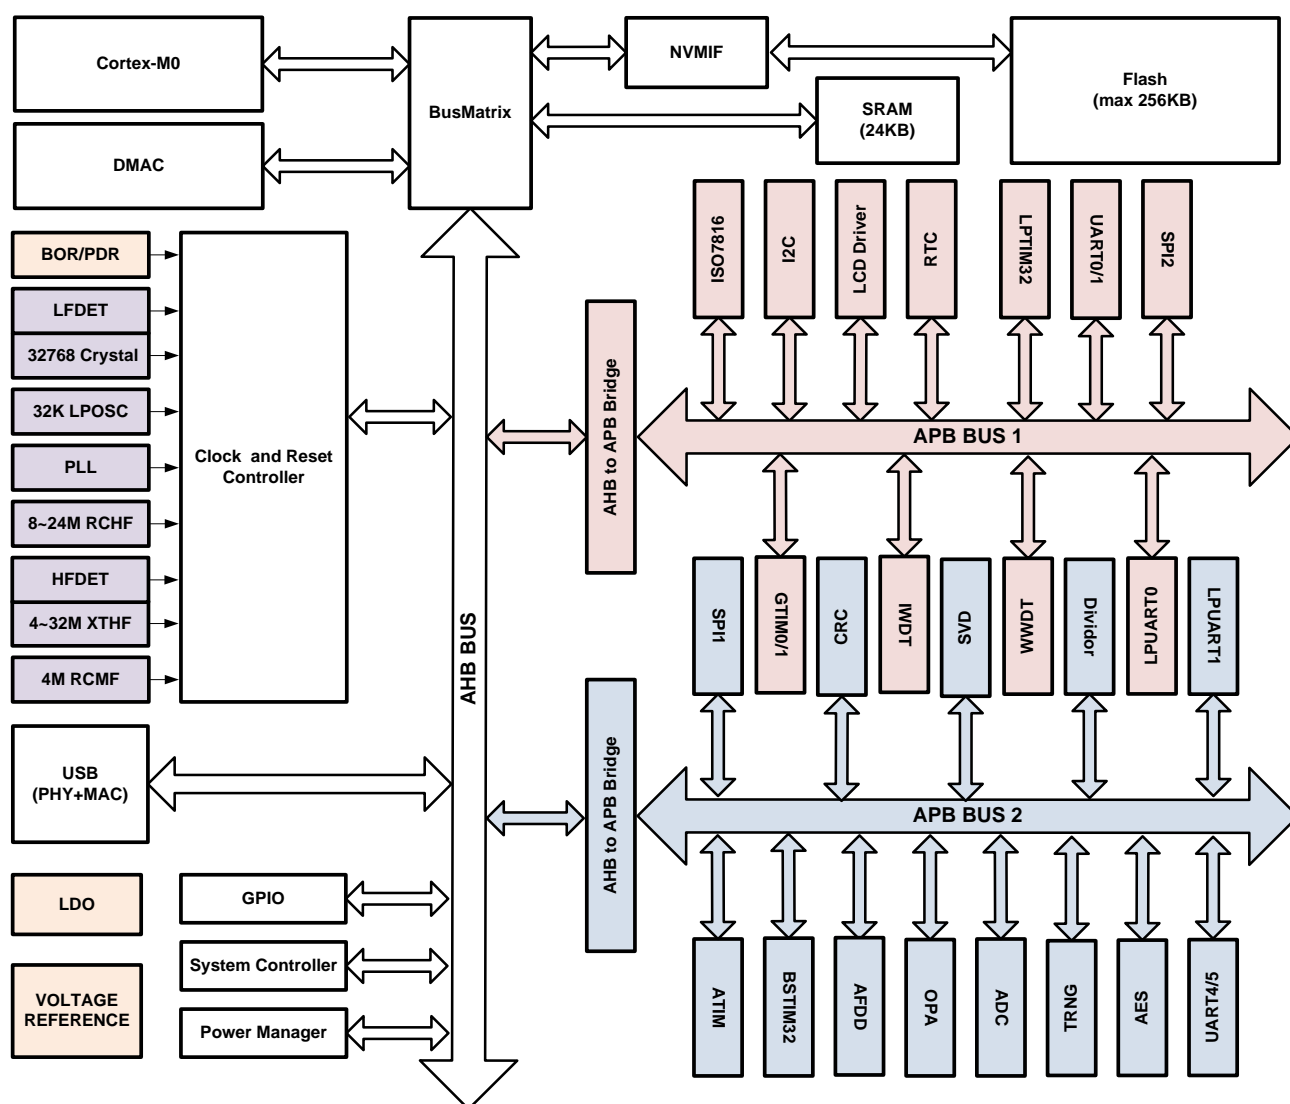 Cortex-M0
BusMatrix
NVMIF
Flash
(max 256KB)
SRAM
(24KB)
DMAC
ISO7816
I2C
LCD Driver
RTC
LPTIM32
UART0/1
SPI2
BOR/PDR
LFDET
32768 Crystal
32K LPOSC
PLL
8~24M RCHF
HFDET
4~32M XTHF
4M RCMF
Clock and Reset
Controller
AHB BUS
AHB to APB Bridge
APB BUS 1
SPI1
GTIM0/1
CRC
IWDT
SVD
WWDT
Dividor
LPUART0
LPUART1
USB
(PHY+MAC)
AHB to APB Bridge
APB BUS 2
LDO
GPIO
System Controller
VOLTAGE
REFERENCE
Power Manager
ATIM
BSTIM32
AFDD
OPA
ADC
TRNG
AES
UART4/5